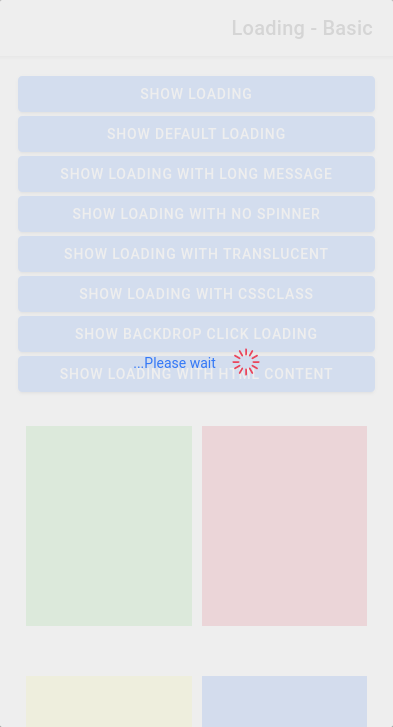 Loading - Basic
SHOW LOADING
SHOW DEFAULT LOADING
SHOW LOADING WITH LONG MESSAGE
SHOW LOADING WITH NO SPINNER
SHOW LOADING WITH TRANSLUCENT
SHOW LOADING WITH CSSCLASS
SHOW BACKDROP CLICK LOADING
...Please wait
SHOW LOADING WITH HTML CONTENT